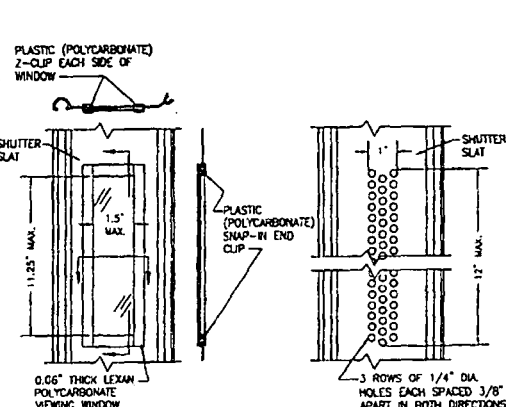 PLASTIC (POLYCARBONATE)
Z-CLIP EACH SIDE OF
WINDOW
SHUTTER
SLAT
1.5"
MAX.
11.25" MAX.
PLASTIC
(POLYCARBONATE)
SNAP-IN END
CLIP
0.06" THICK LEXAN
POLYCARBONATE
VIEWING WINDOW
1"
SHUTTER
SLAT
12" MAX.
3 ROWS OF 1/4" DIA.
HOLES EACH SPACED 3/8"
APART IN BOTH DIRECTIONS